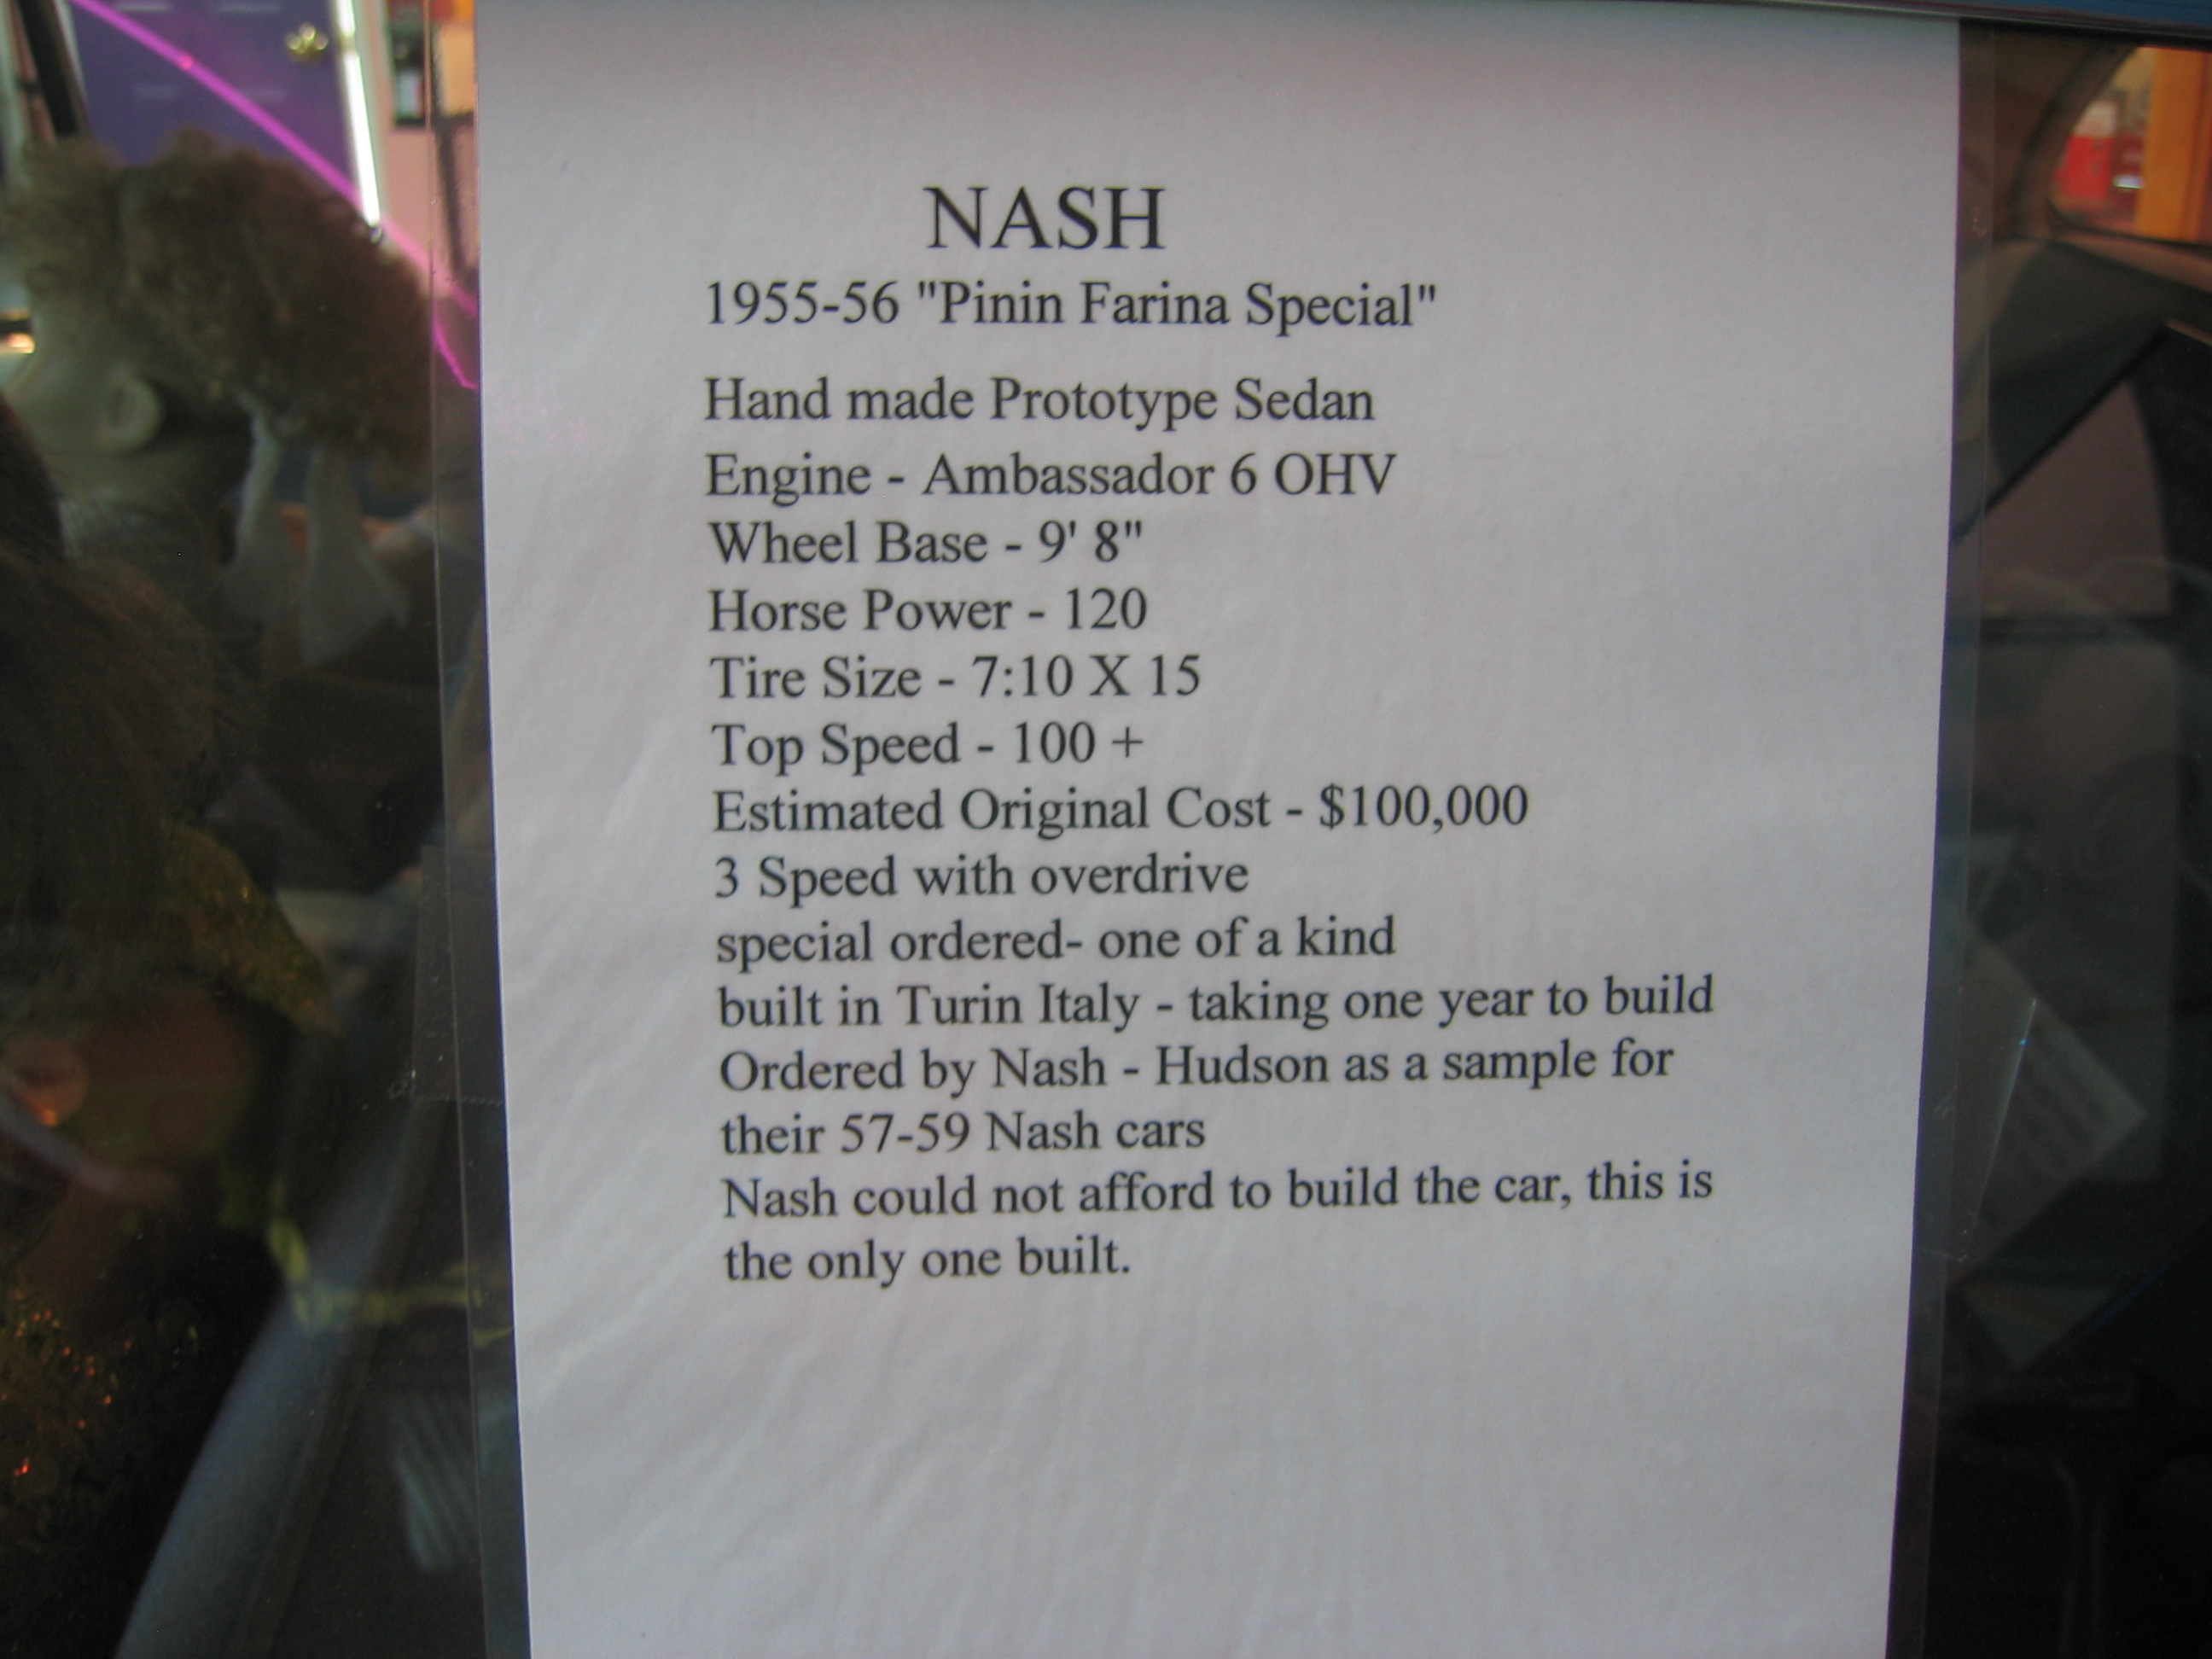 NASH
1955-56 "Pinin Farina Special"
Hand made Prototype Sedan
Engine - Ambassador 6 OHV
Wheel Base - 9' 8"
Horse Power - 120
Tire Size - 7:10 X 15
Top Speed - 100 +
Estimated Original Cost - $100,000
3 Speed with overdrive
special ordered- one of a kind
built in Turin Italy - taking one year to build
Ordered by Nash - Hudson as a sample for
their 57-59 Nash cars
Nash could not afford to build the car, this is
the only one built.